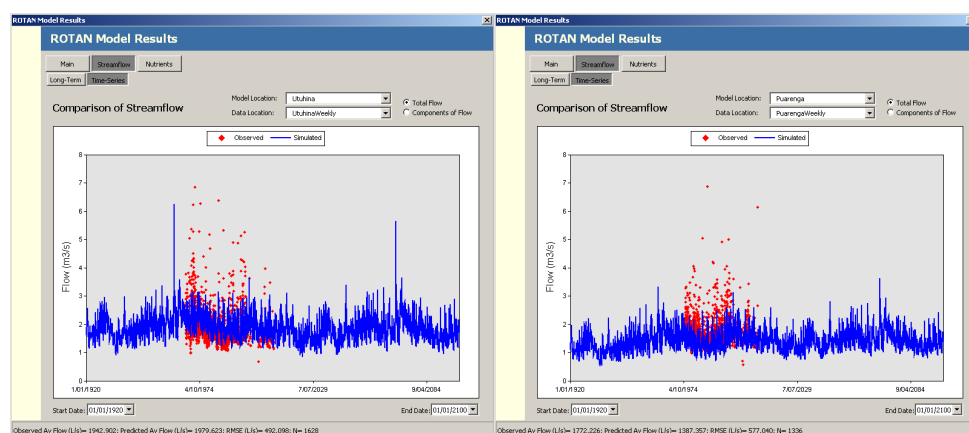 ROTAN Model Results
ROTAN Model Results
Main Streamflow Nutrients
Long-Term Time-Series
Comparison of Streamflow
Model Location: Utuhina
Data Location: UtuhinaWeekly
Total Flow
Components of Flow
Observed Simulated
Flow (m3/s)
8
7
6
5
4
3
2
1
0
1/01/1920 4/10/1974 7/07/2029 9/04/2084
Start Date: 01/01/1920 End Date: 01/01/2100
Observed Av Flow (L/s)= 1942.902; Predicted Av Flow (L/s)= 1979.623; RMSE (L/s)= 492.098; N= 1628
ROTAN Model Results
ROTAN Model Results
Main Streamflow Nutrients
Long-Term Time-Series
Comparison of Streamflow
Model Location: Puarenga
Data Location: PuarengaWeekly
Total Flow
Components of Flow
Observed Simulated
Flow (m3/s)
8
7
6
5
4
3
2
1
0
1/01/1920 4/10/1974 7/07/2029 9/04/2084
Start Date: 01/01/1920 End Date: 01/01/2100
Observed Av Flow (L/s)= 1772.226; Predicted Av Flow (L/s)= 1387.357; RMSE (L/s)= 577.040; N= 1336